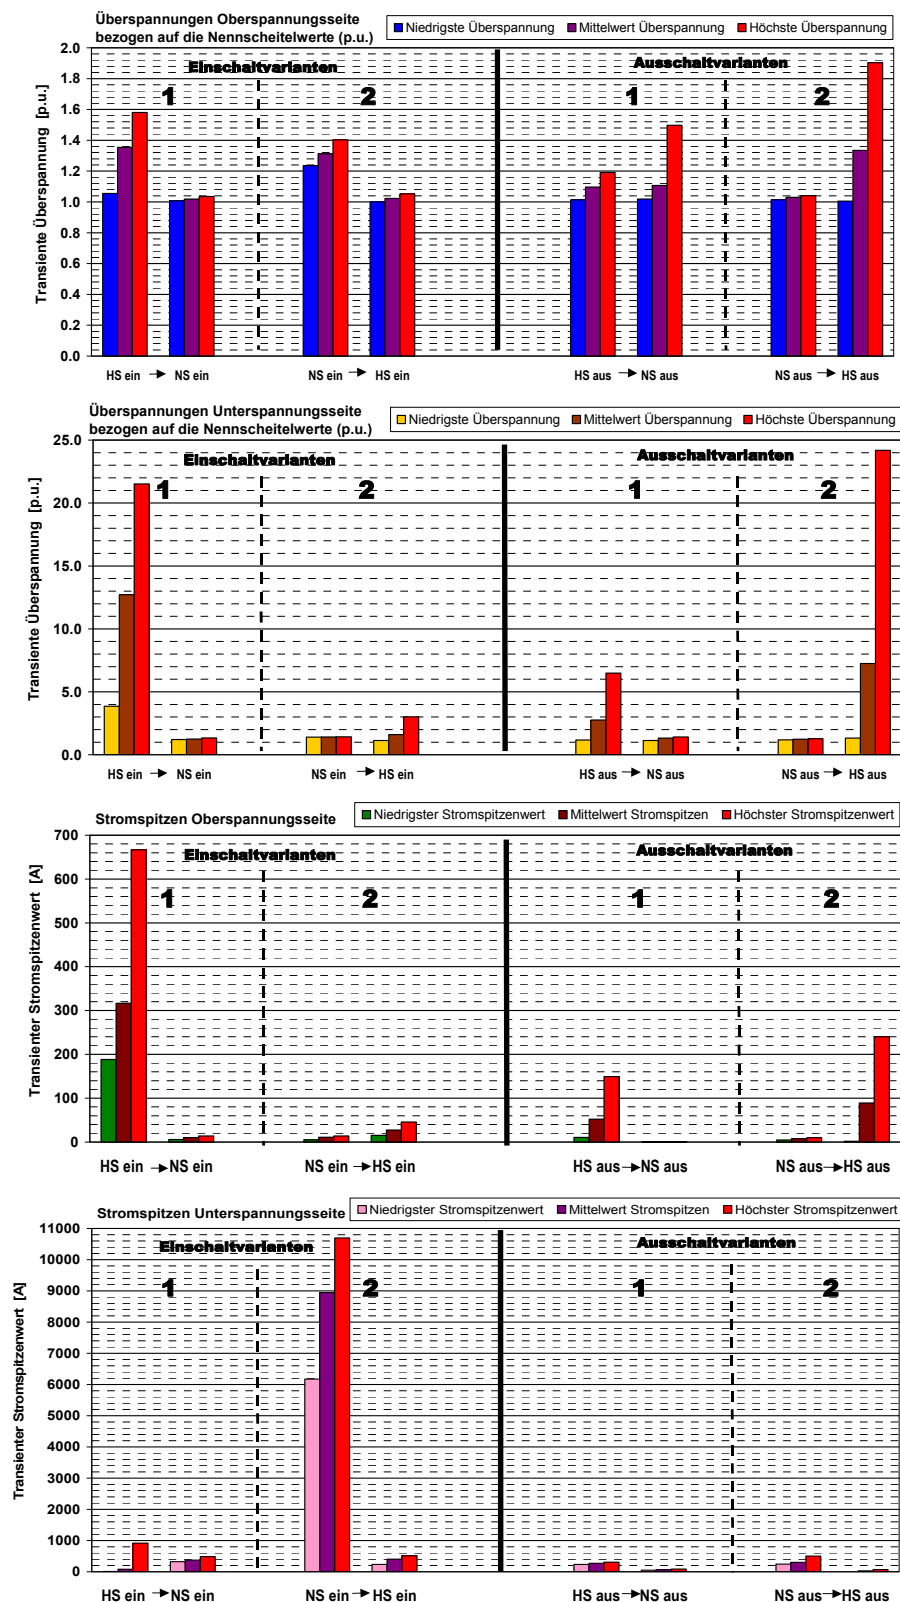 Überspannungen Oberspannungsseite
bezogen auf die Nennscheitelwerte (p.u.)
Niedrigste Überspannung Mittelwert Überspannung Höchste Überspannung
Transiente Überspannung [p.u.]
2.0
1.8
1.6
1.4
1.2
1.0
0.8
0.6
0.4
0.2
0.0
Einschaltvarianten Ausschaltvarianten
1 2 1 2
HS ein NS ein NS ein HS ein HS aus NS aus NS aus HS aus
Überspannungen Unterspannungsseite
bezogen auf die Nennscheitelwerte (p.u.)
Niedrigste Überspannung Mittelwert Überspannung Höchste Überspannung
Transiente Überspannung [p.u.]
25.0
20.0
15.0
10.0
5.0
0.0
Einschaltvarianten Ausschaltvarianten
1 2 1 2
HS ein NS ein NS ein HS ein HS aus NS aus NS aus HS aus
Stromspitzen Oberspannungsseite
Niedrigster Stromspitzenwert Mittelwert Stromspitzen Höchster Stromspitzenwert
Transienter Stromspitzenwert [A]
700
600
500
400
300
200
100
0
Einschaltvarianten Ausschaltvarianten
1 2 1 2
HS ein NS ein NS ein HS ein HS aus NS aus NS aus HS aus
Stromspitzen Unterspannungsseite
Niedrigster Stromspitzenwert Mittelwert Stromspitzen Höchster Stromspitzenwert
Transienter Stromspitzenwert [A]
11000
10000
9000
8000
7000
6000
5000
4000
3000
2000
1000
0
Einschaltvarianten Ausschaltvarianten
1 2 1 2
HS ein NS ein NS ein HS ein HS aus NS aus NS aus HS aus